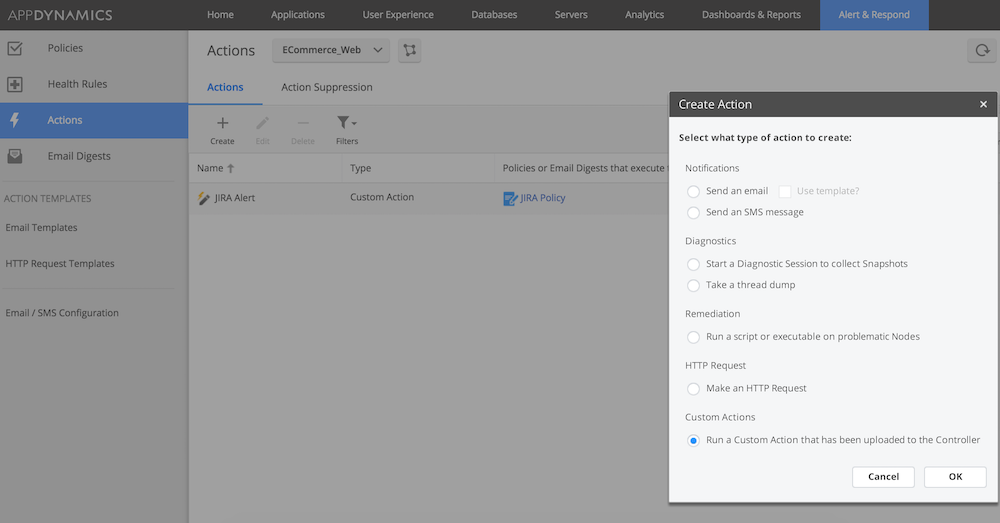 APPDYNAMICS Home Applications User Experience Databases Servers Analytics Dashboards & Reports Alert & Respond
Policies
Health Rules
Actions
Email Digests
ACTION TEMPLATES
Email Templates
HTTP Request Templates
Email / SMS Configuration
Actions ECommerce_Web
Actions Action Suppression
Create Edit Delete Filters
Name Type Policies or Email Digests that execute
JIRA Alert Custom Action JIRA Policy
Create Action
Select what type of action to create:
Notifications
Send an email Use template?
Send an SMS message
Diagnostics
Start a Diagnostic Session to collect Snapshots
Take a thread dump
Remediation
Run a script or executable on problematic Nodes
HTTP Request
Make an HTTP Request
Custom Actions
Run a Custom Action that has been uploaded to the Controller
Cancel OK